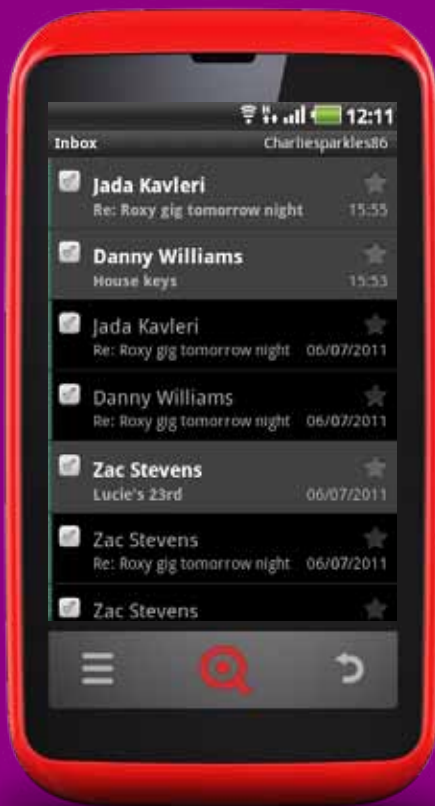 12:11
Inbox Charliesparkles86
Jada Kavleri
Re: Roxy gig tomorrow night 15:55
Danny Williams
House keys 15:53
Jada Kavleri
Re: Roxy gig tomorrow night 06/07/2011
Danny Williams
Re: Roxy gig tomorrow night 06/07/2011
Zac Stevens
Lucie's 23rd 06/07/2011
Zac Stevens
Re: Roxy gig tomorrow night 06/07/2011
Zac Stevens